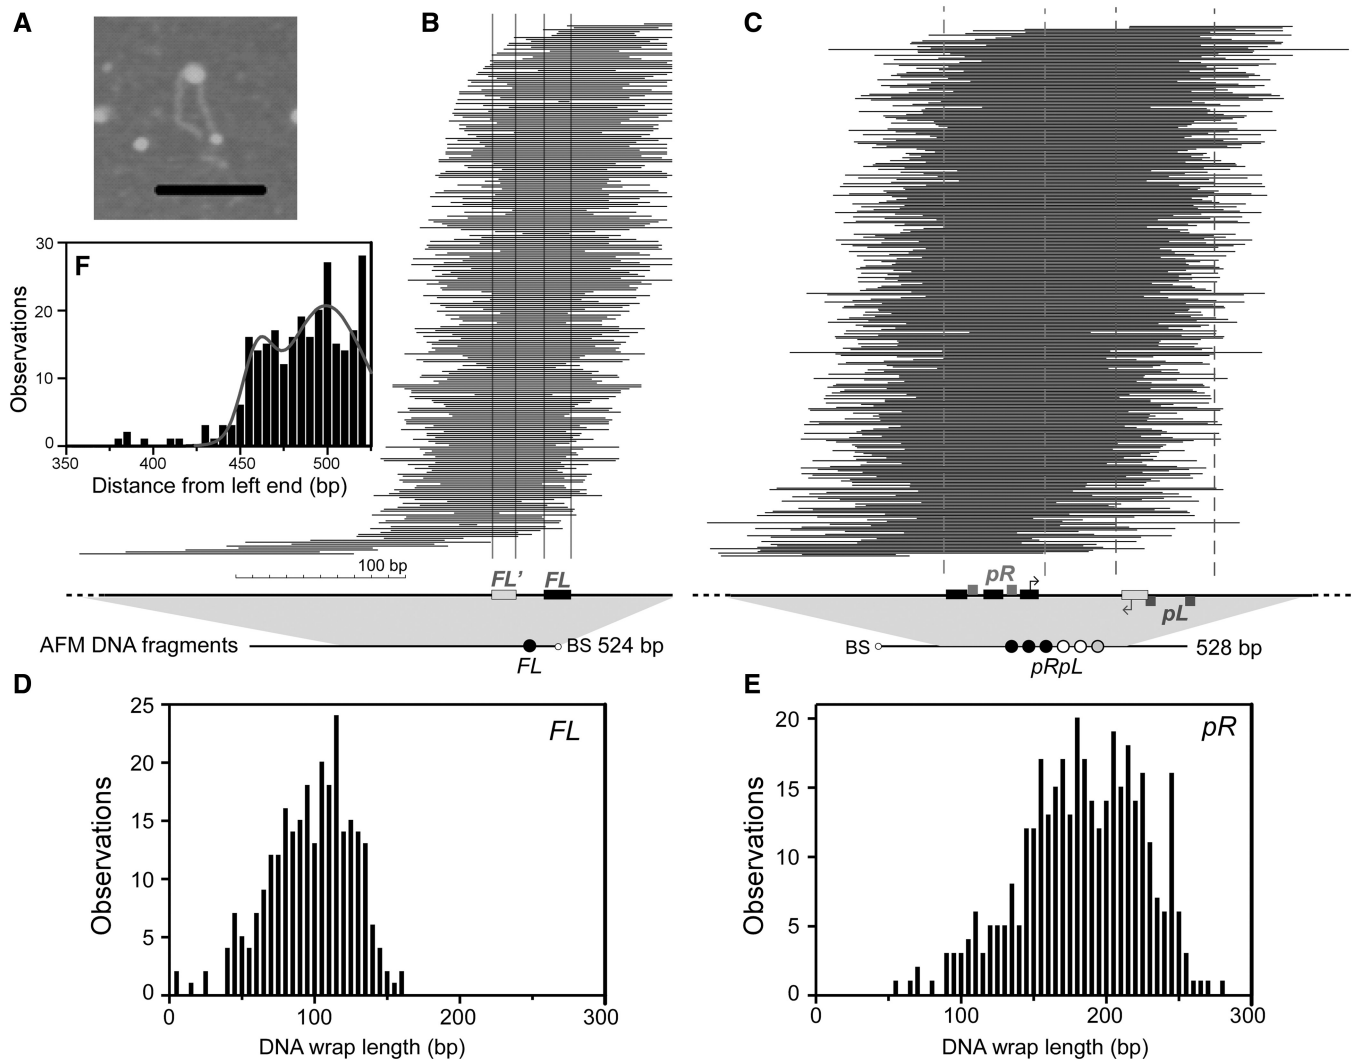 A
B
C
F
30
20
10
0
Observations
350
400
450
500
Distance from left end (bp)
100 bp
FL’
FL
pR
pL
AFM DNA fragments
FL
BS
524 bp
BS
pRpL
528 bp
D
25
20
15
10
5
0
Observations
FL
0
100
200
300
DNA wrap length (bp)
E
20
15
10
5
0
Observations
pR
0
100
200
300
DNA wrap length (bp)